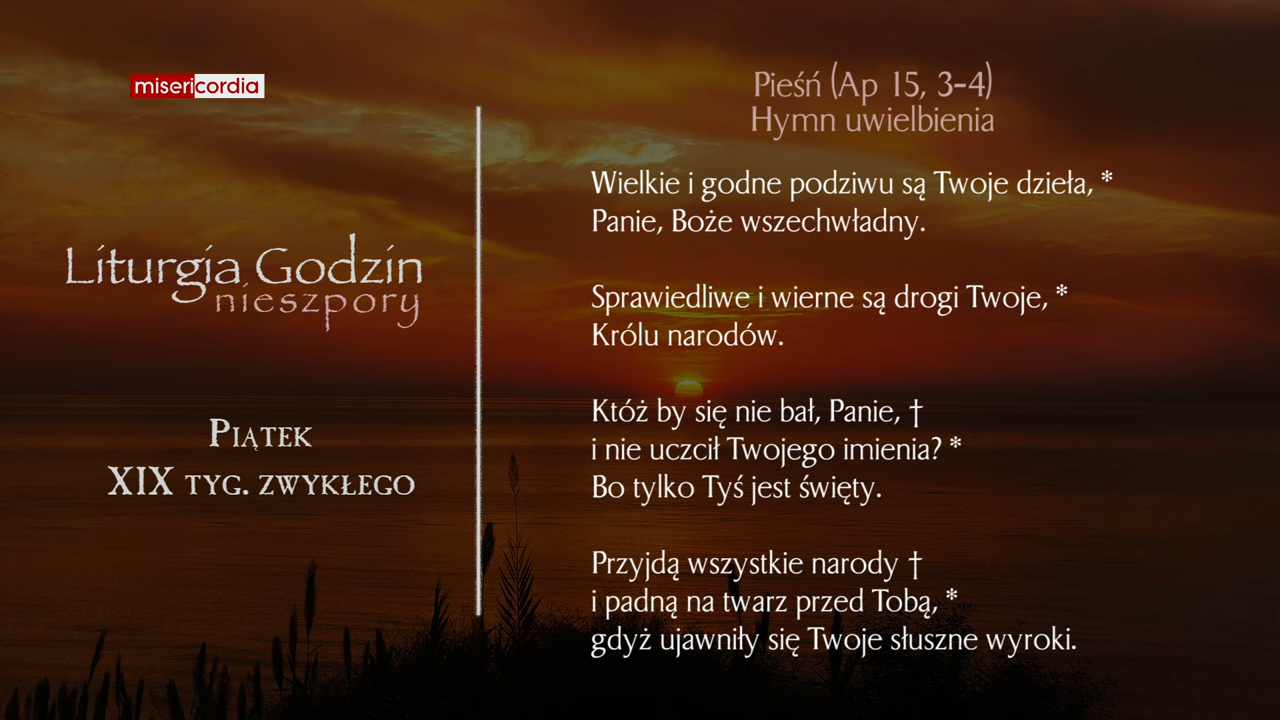 misericordia
Liturgia Godzin
nieszpory
Piątek
XIX tyg. zwykłego
Pieśń (Ap 15, 3-4)
Hymn uwielbienia
Wielkie i godne podziwu są Twoje dzieła, *
Panie, Boże wszechwładny.
Sprawiedliwe i wierne są drogi Twoje, *
Królu narodów.
Któż by się nie bał, Panie, †
i nie uczcił Twojego imienia? *
Bo tylko Tyś jest święty.
Przyjdą wszystkie narody †
i padną na twarz przed Tobą, *
gdyż ujawniły się Twoje słuszne wyroki.